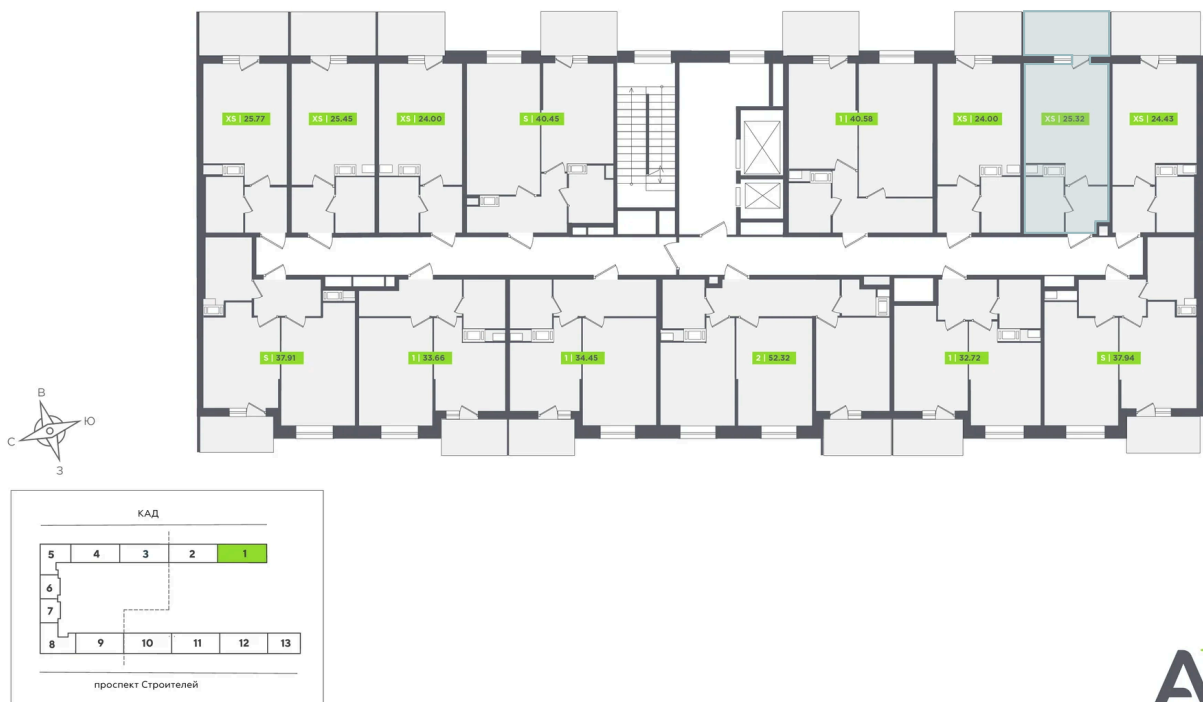 XS | 25.77
XS | 25.45
XS | 24.00
S | 40.45
1 | 40.58
XS | 24.00
XS | 25.32
XS | 24.43
S | 37.91
1 | 33.66
1 | 34.45
2 | 52.32
1 | 32.72
S | 37.94
В
С
Ю
З
КАД
5 4 3 2 1
6
7
8 9 10 11 12 13
проспект Строителей